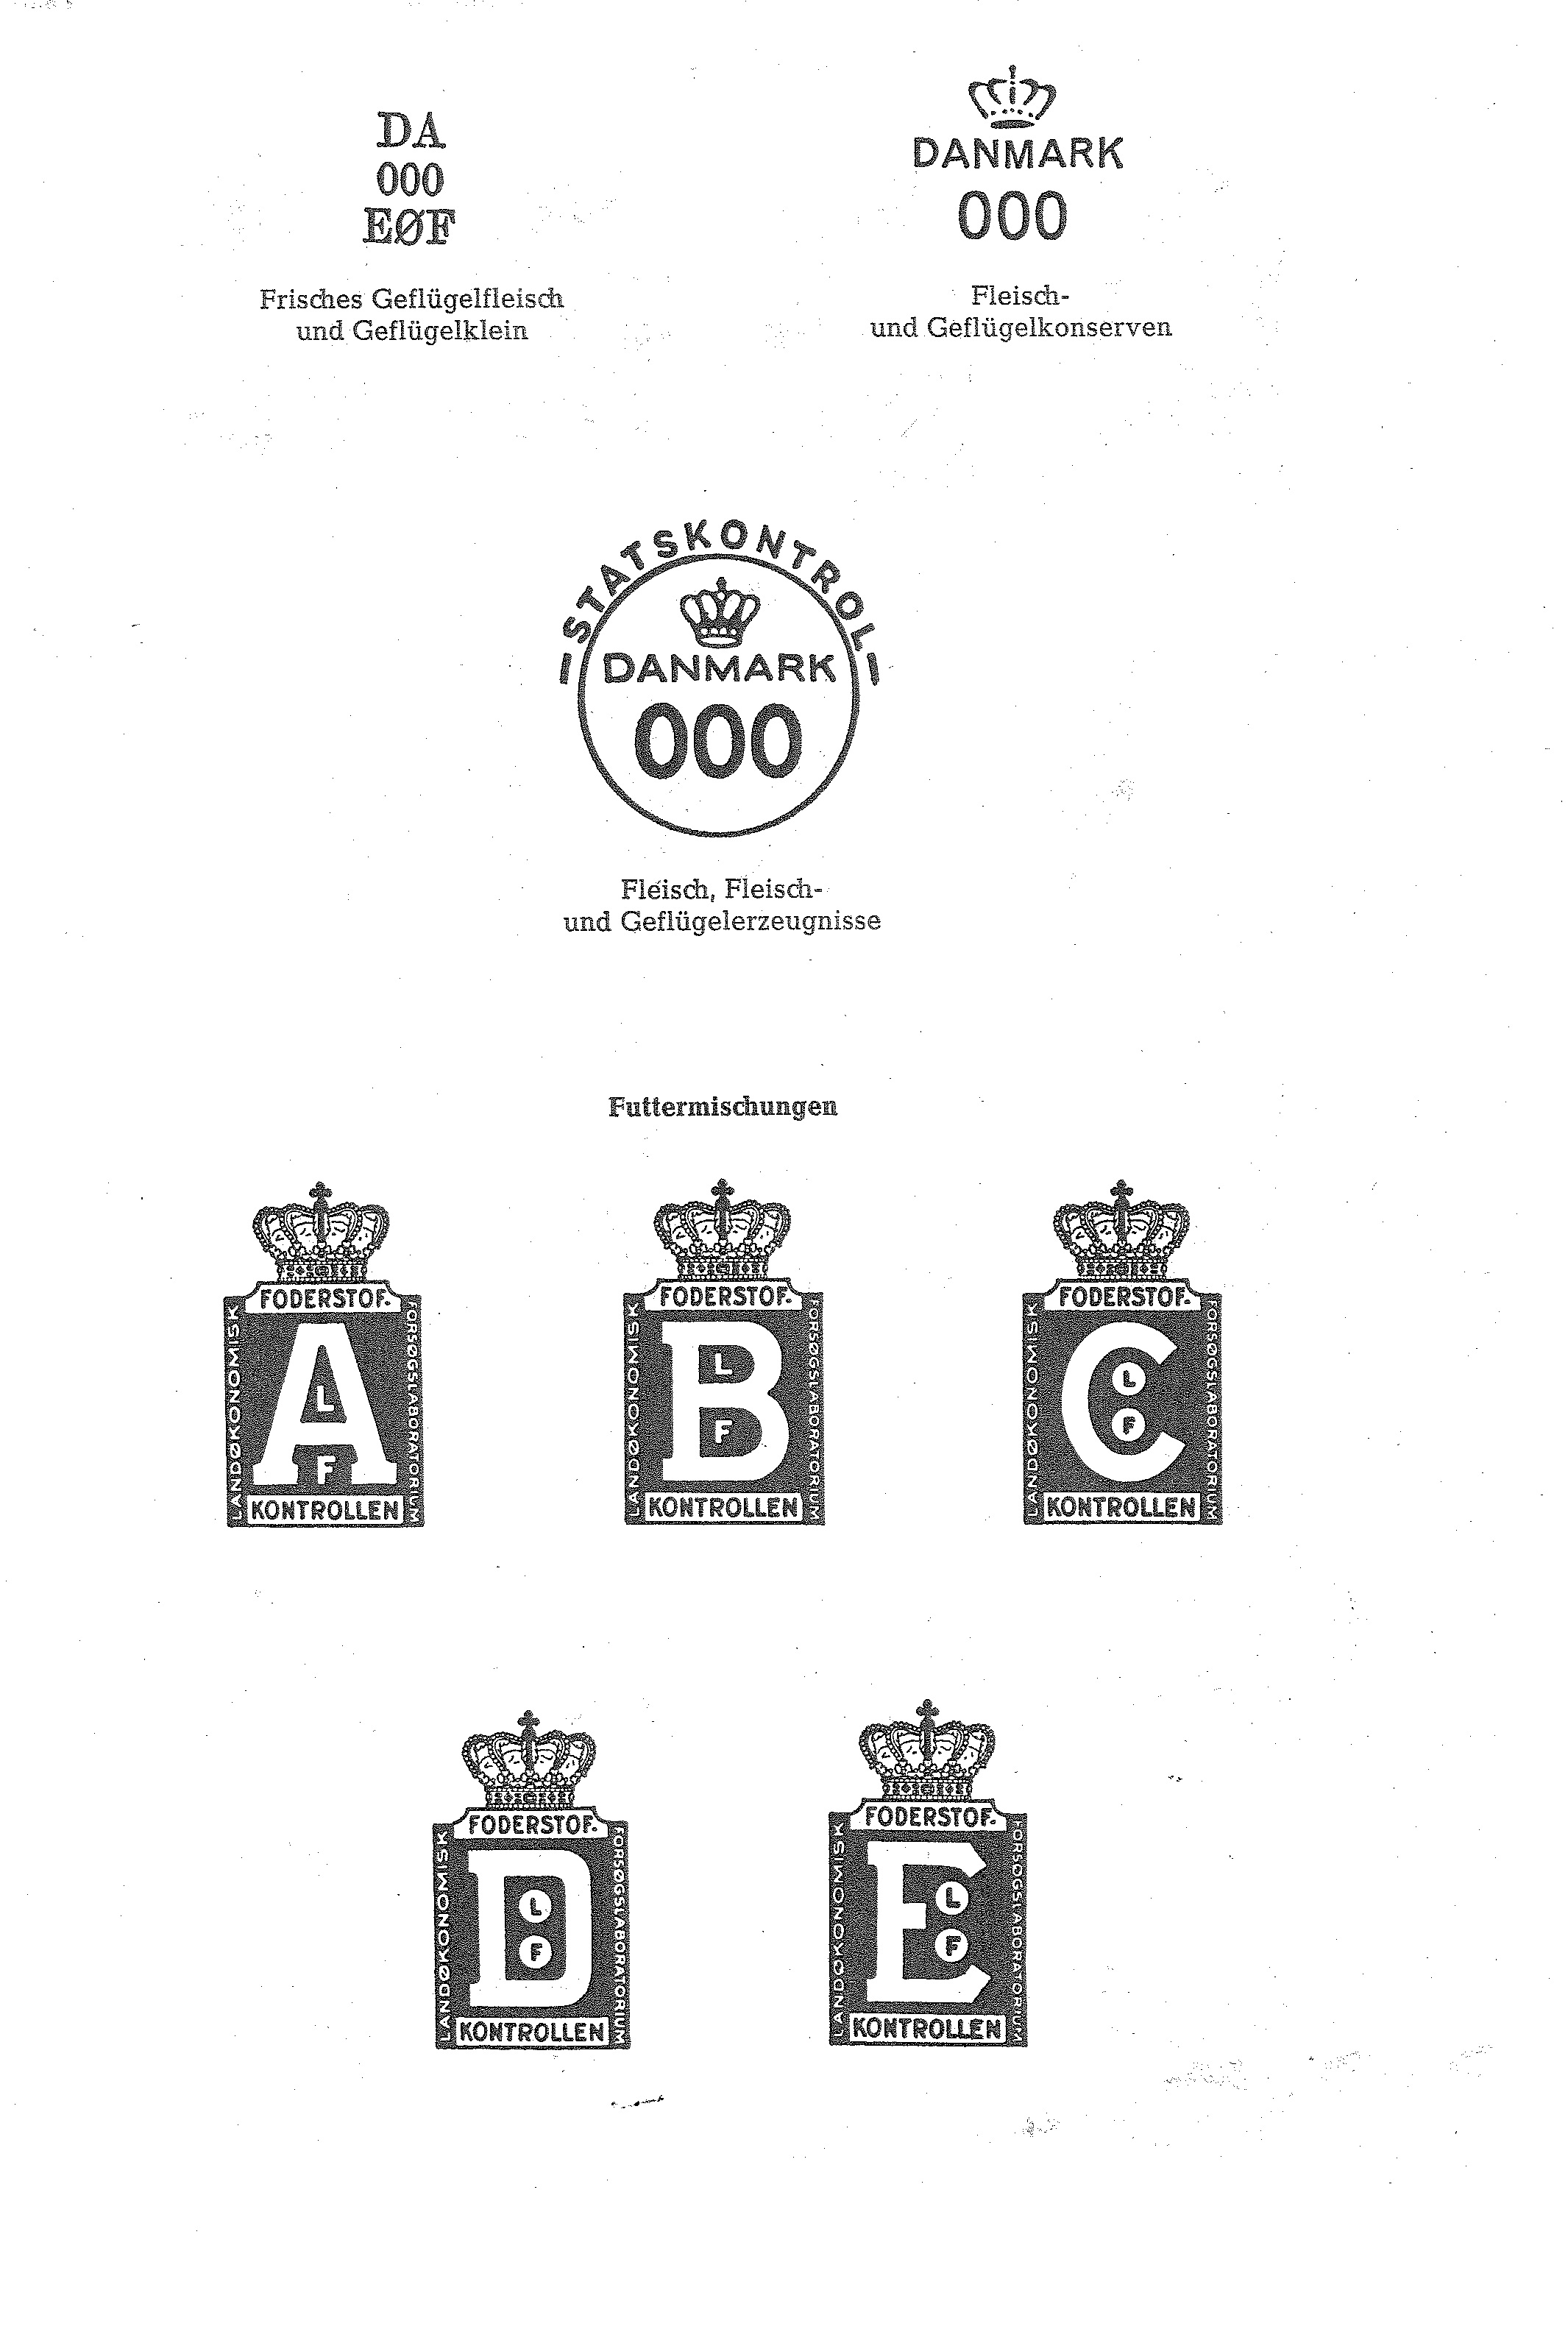 DA
000
EØF
Frisches Geflügelfleisch
und Geflügelklein
DANMARK
000
Fleisch-
und Geflügelkonserven
STATSKONTROL
DANMARK
000
Fleisch, Fleisch-
und Geflügelerzeugnisse
Futtermischungen
FODERSTOF-
LANDØKONOMISK
A
L
F
FORSØGSLABORATORIUM
KONTROLLEN
FODERSTOF-
LANDØKONOMISK
B
L
F
FORSØGSLABORATORIUM
KONTROLLEN
FODERSTOF-
LANDØKONOMISK
C
L
F
FORSØGSLABORATORIUM
KONTROLLEN
FODERSTOF-
LANDØKONOMISK
D
L
F
FORSØGSLABORATORIUM
KONTROLLEN
FODERSTOF-
LANDØKONOMISK
E
L
F
FORSØGSLABORATORIUM
KONTROLLEN